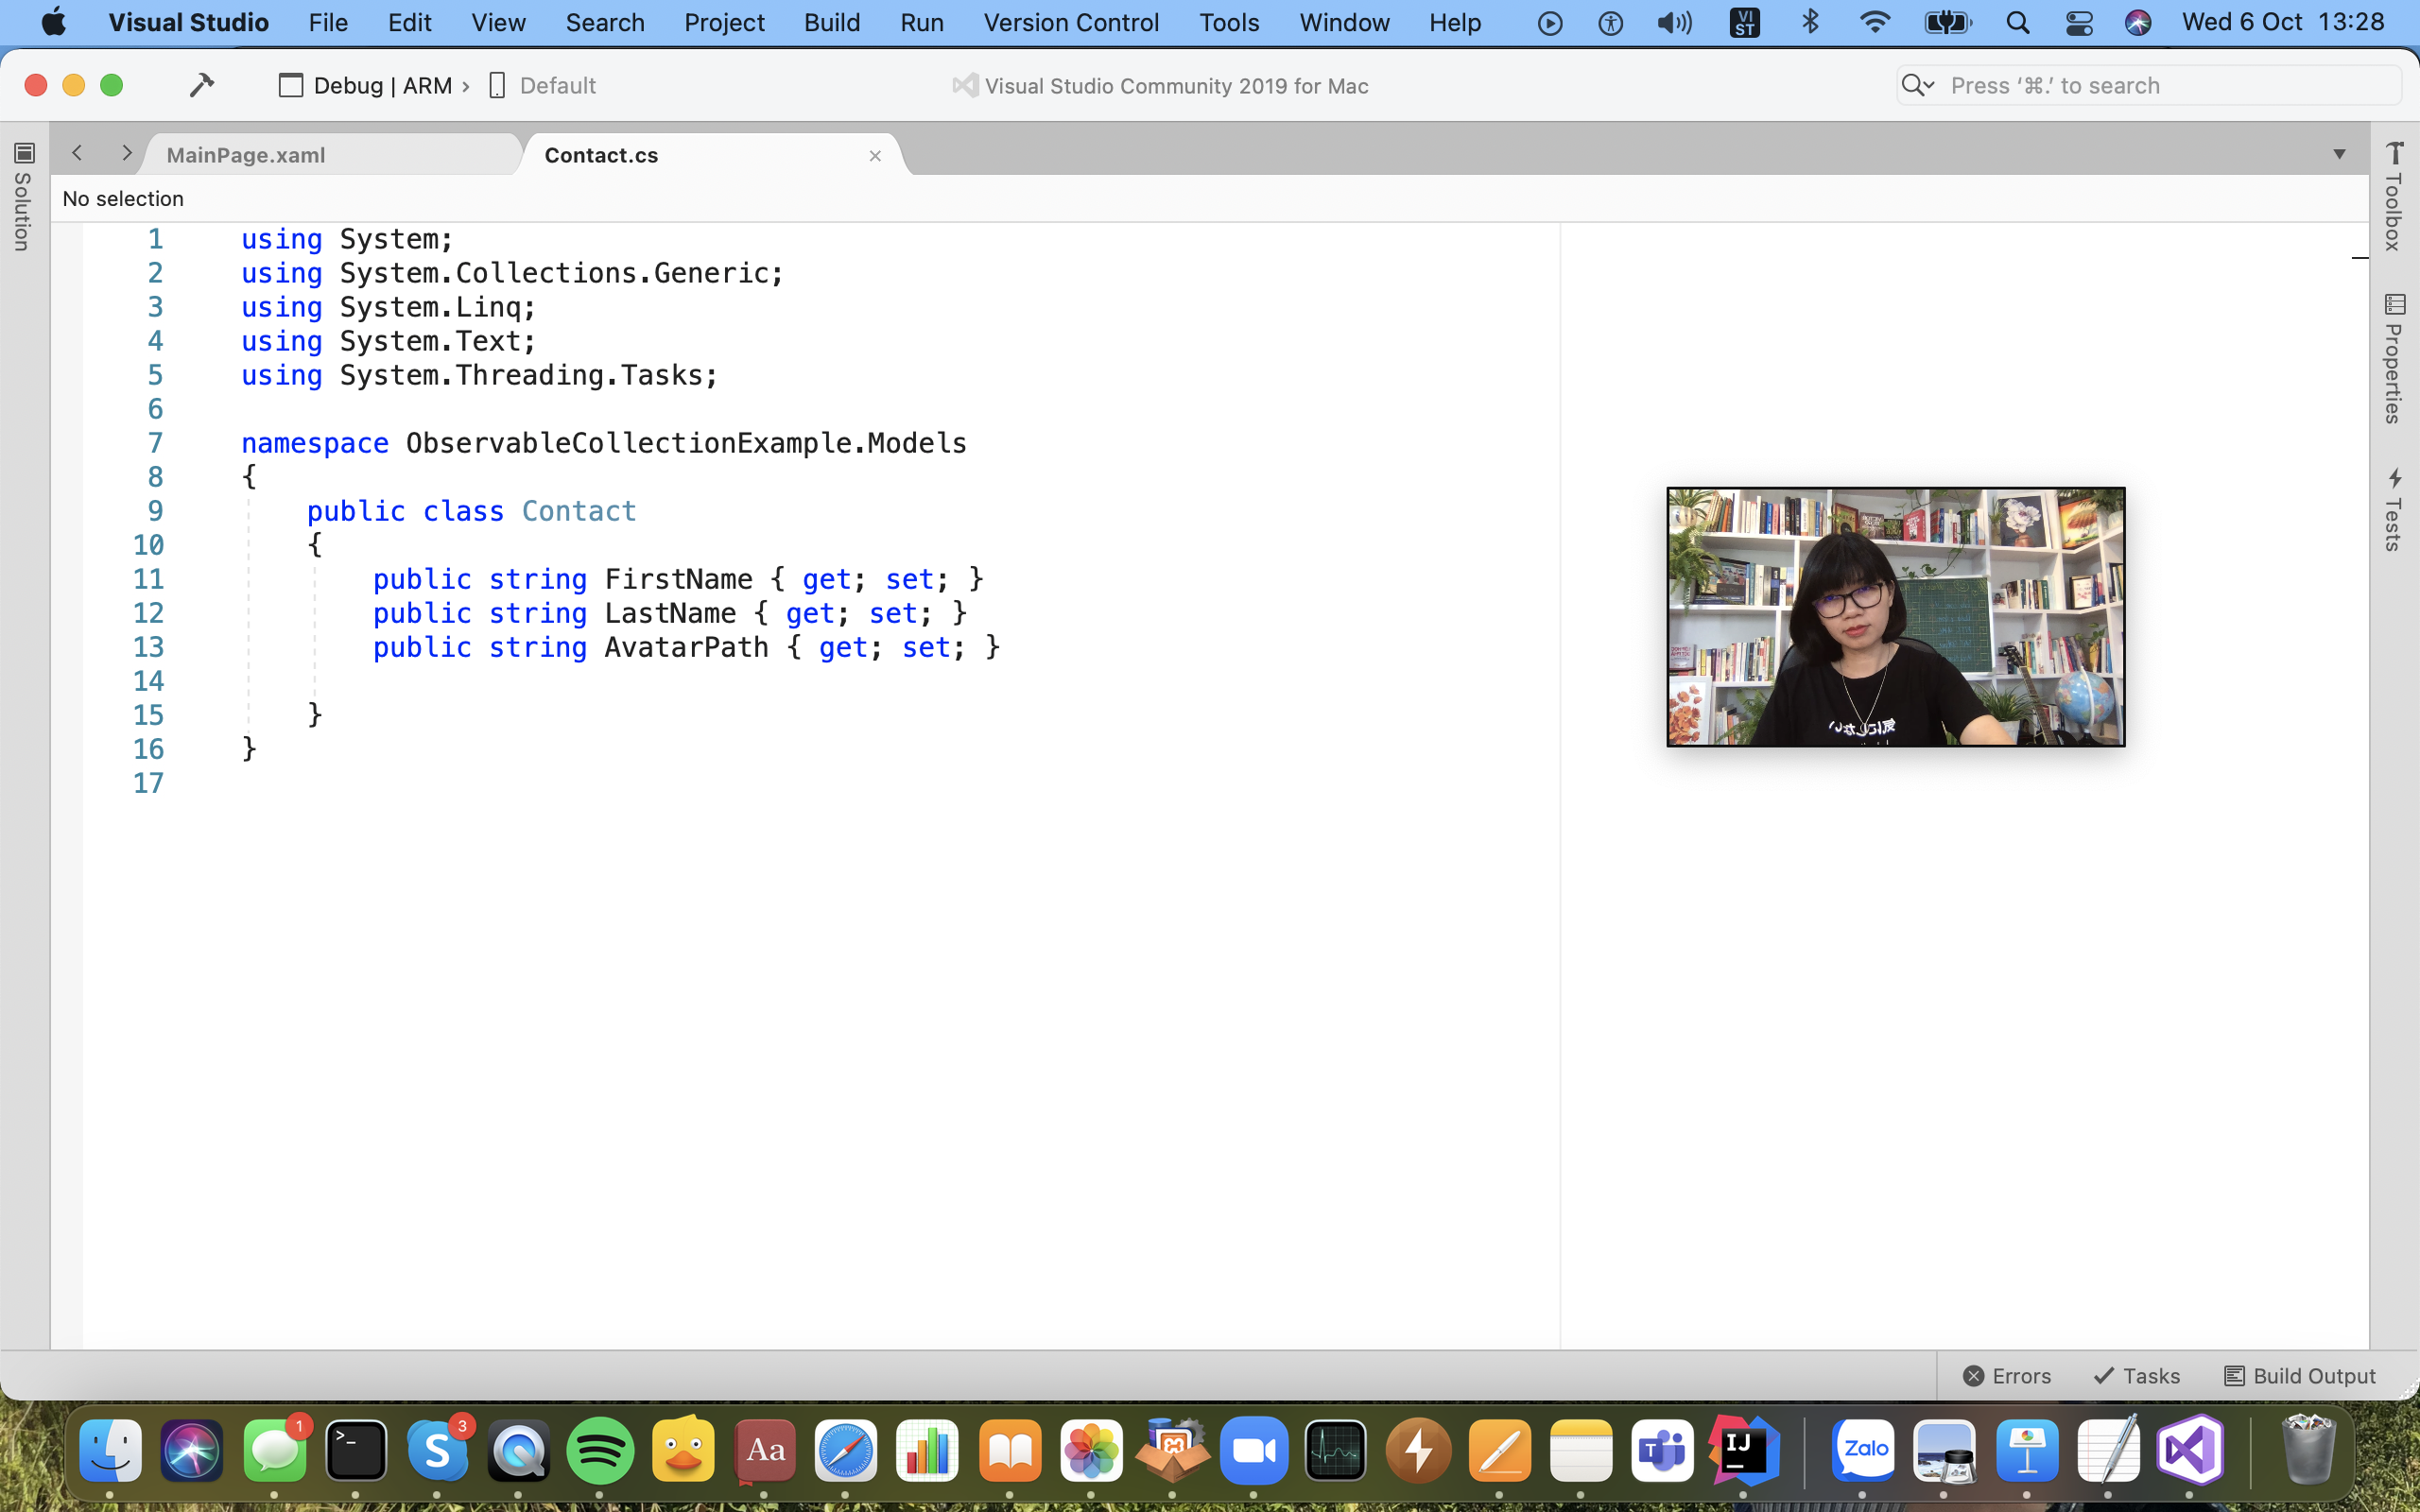 Visual Studio File Edit View Search Project Build Run Version Control Tools Window Help VI ST Wed 6 Oct 13:28
Debug | ARM › Default Visual Studio Community 2019 for Mac Press ‘⌘.’ to search
MainPage.xaml Contact.cs
No selection
Solution
Toolbox
Properties
Tests
1 using System;
2 using System.Collections.Generic;
3 using System.Linq;
4 using System.Text;
5 using System.Threading.Tasks;
6
7 namespace ObservableCollectionExample.Models
8 {
9 public class Contact
10 {
11 public string FirstName { get; set; }
12 public string LastName { get; set; }
13 public string AvatarPath { get; set; }
14
15 }
16 }
17
Errors Tasks Build Output
1 >_ S 3 Aa T IJ Zalo